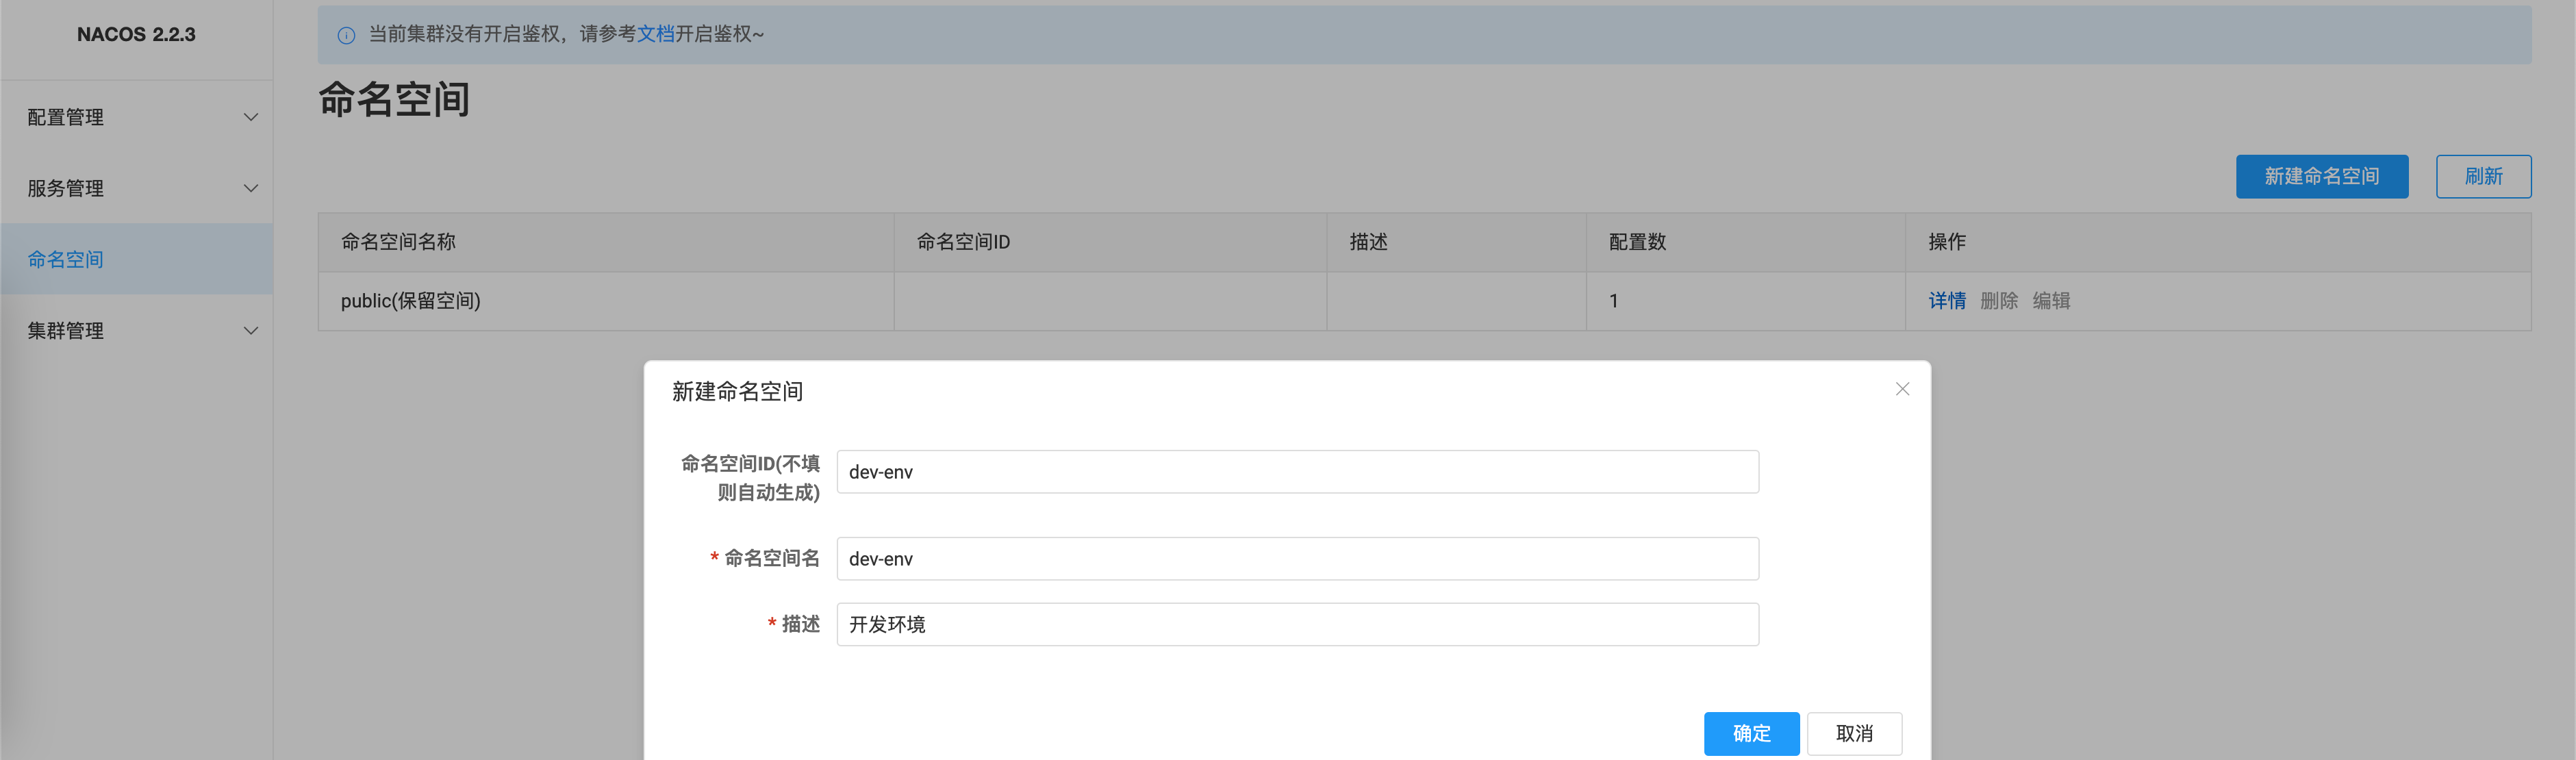 NACOS 2.2.3
当前集群没有开启鉴权，请参考文档开启鉴权~
配置管理
服务管理
命名空间
集群管理
命名空间
新建命名空间 刷新
命名空间名称 命名空间ID 描述 配置数 操作
public(保留空间) 1 详情 删除 编辑
新建命名空间
命名空间ID(不填
则自动生成)
dev-env
* 命名空间名 dev-env
* 描述 开发环境
确定 取消